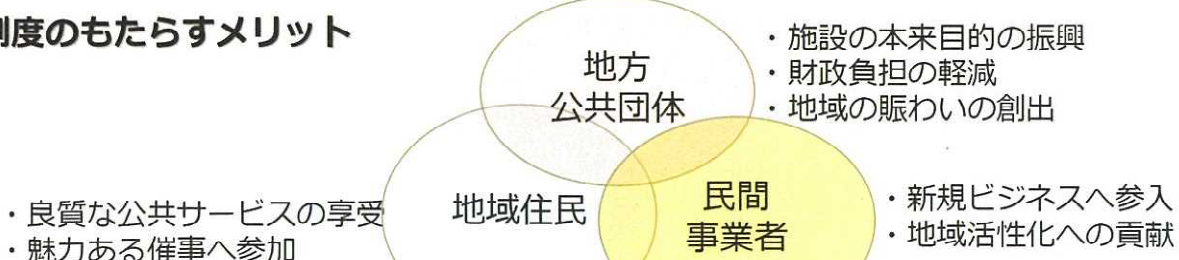 制度のもたらすメリット
地方
公共団体
・施設の本来目的の振興
・財政負担の軽減
・地域の賑わいの創出
・良質な公共サービスの享受
・魅力ある催事へ参加
地域住民
民間
事業者
・新規ビジネスへ参入
・地域活性化への貢献